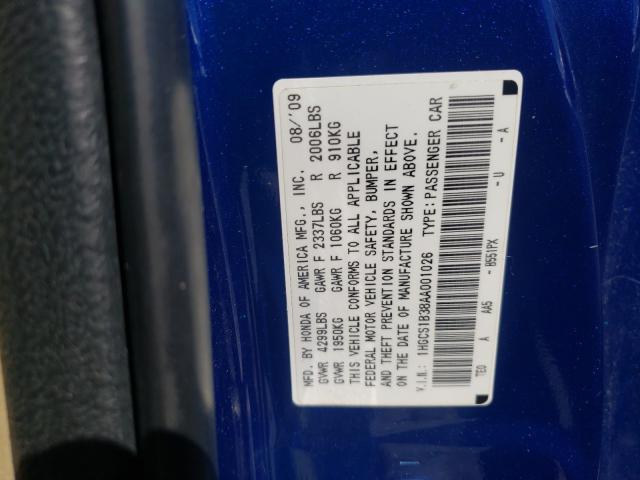 MFD. BY HONDA OF AMERICA MFG., INC. 08/'09
GVWR 4299LBS GAWR F 2337LBS R 2006LBS
GVWR 1950KG GAWR F 1060KG R 910KG
THIS VEHICLE CONFORMS TO ALL APPLICABLE
FEDERAL MOTOR VEHICLE SAFETY, BUMPER,
AND THEFT PREVENTION STANDARDS IN EFFECT
ON THE DATE OF MANUFACTURE SHOWN ABOVE.
V.I.N.: 1HGCS1B38AA001026 TYPE: PASSENGER CAR
TE0 A AA5 - B551PX - U - A